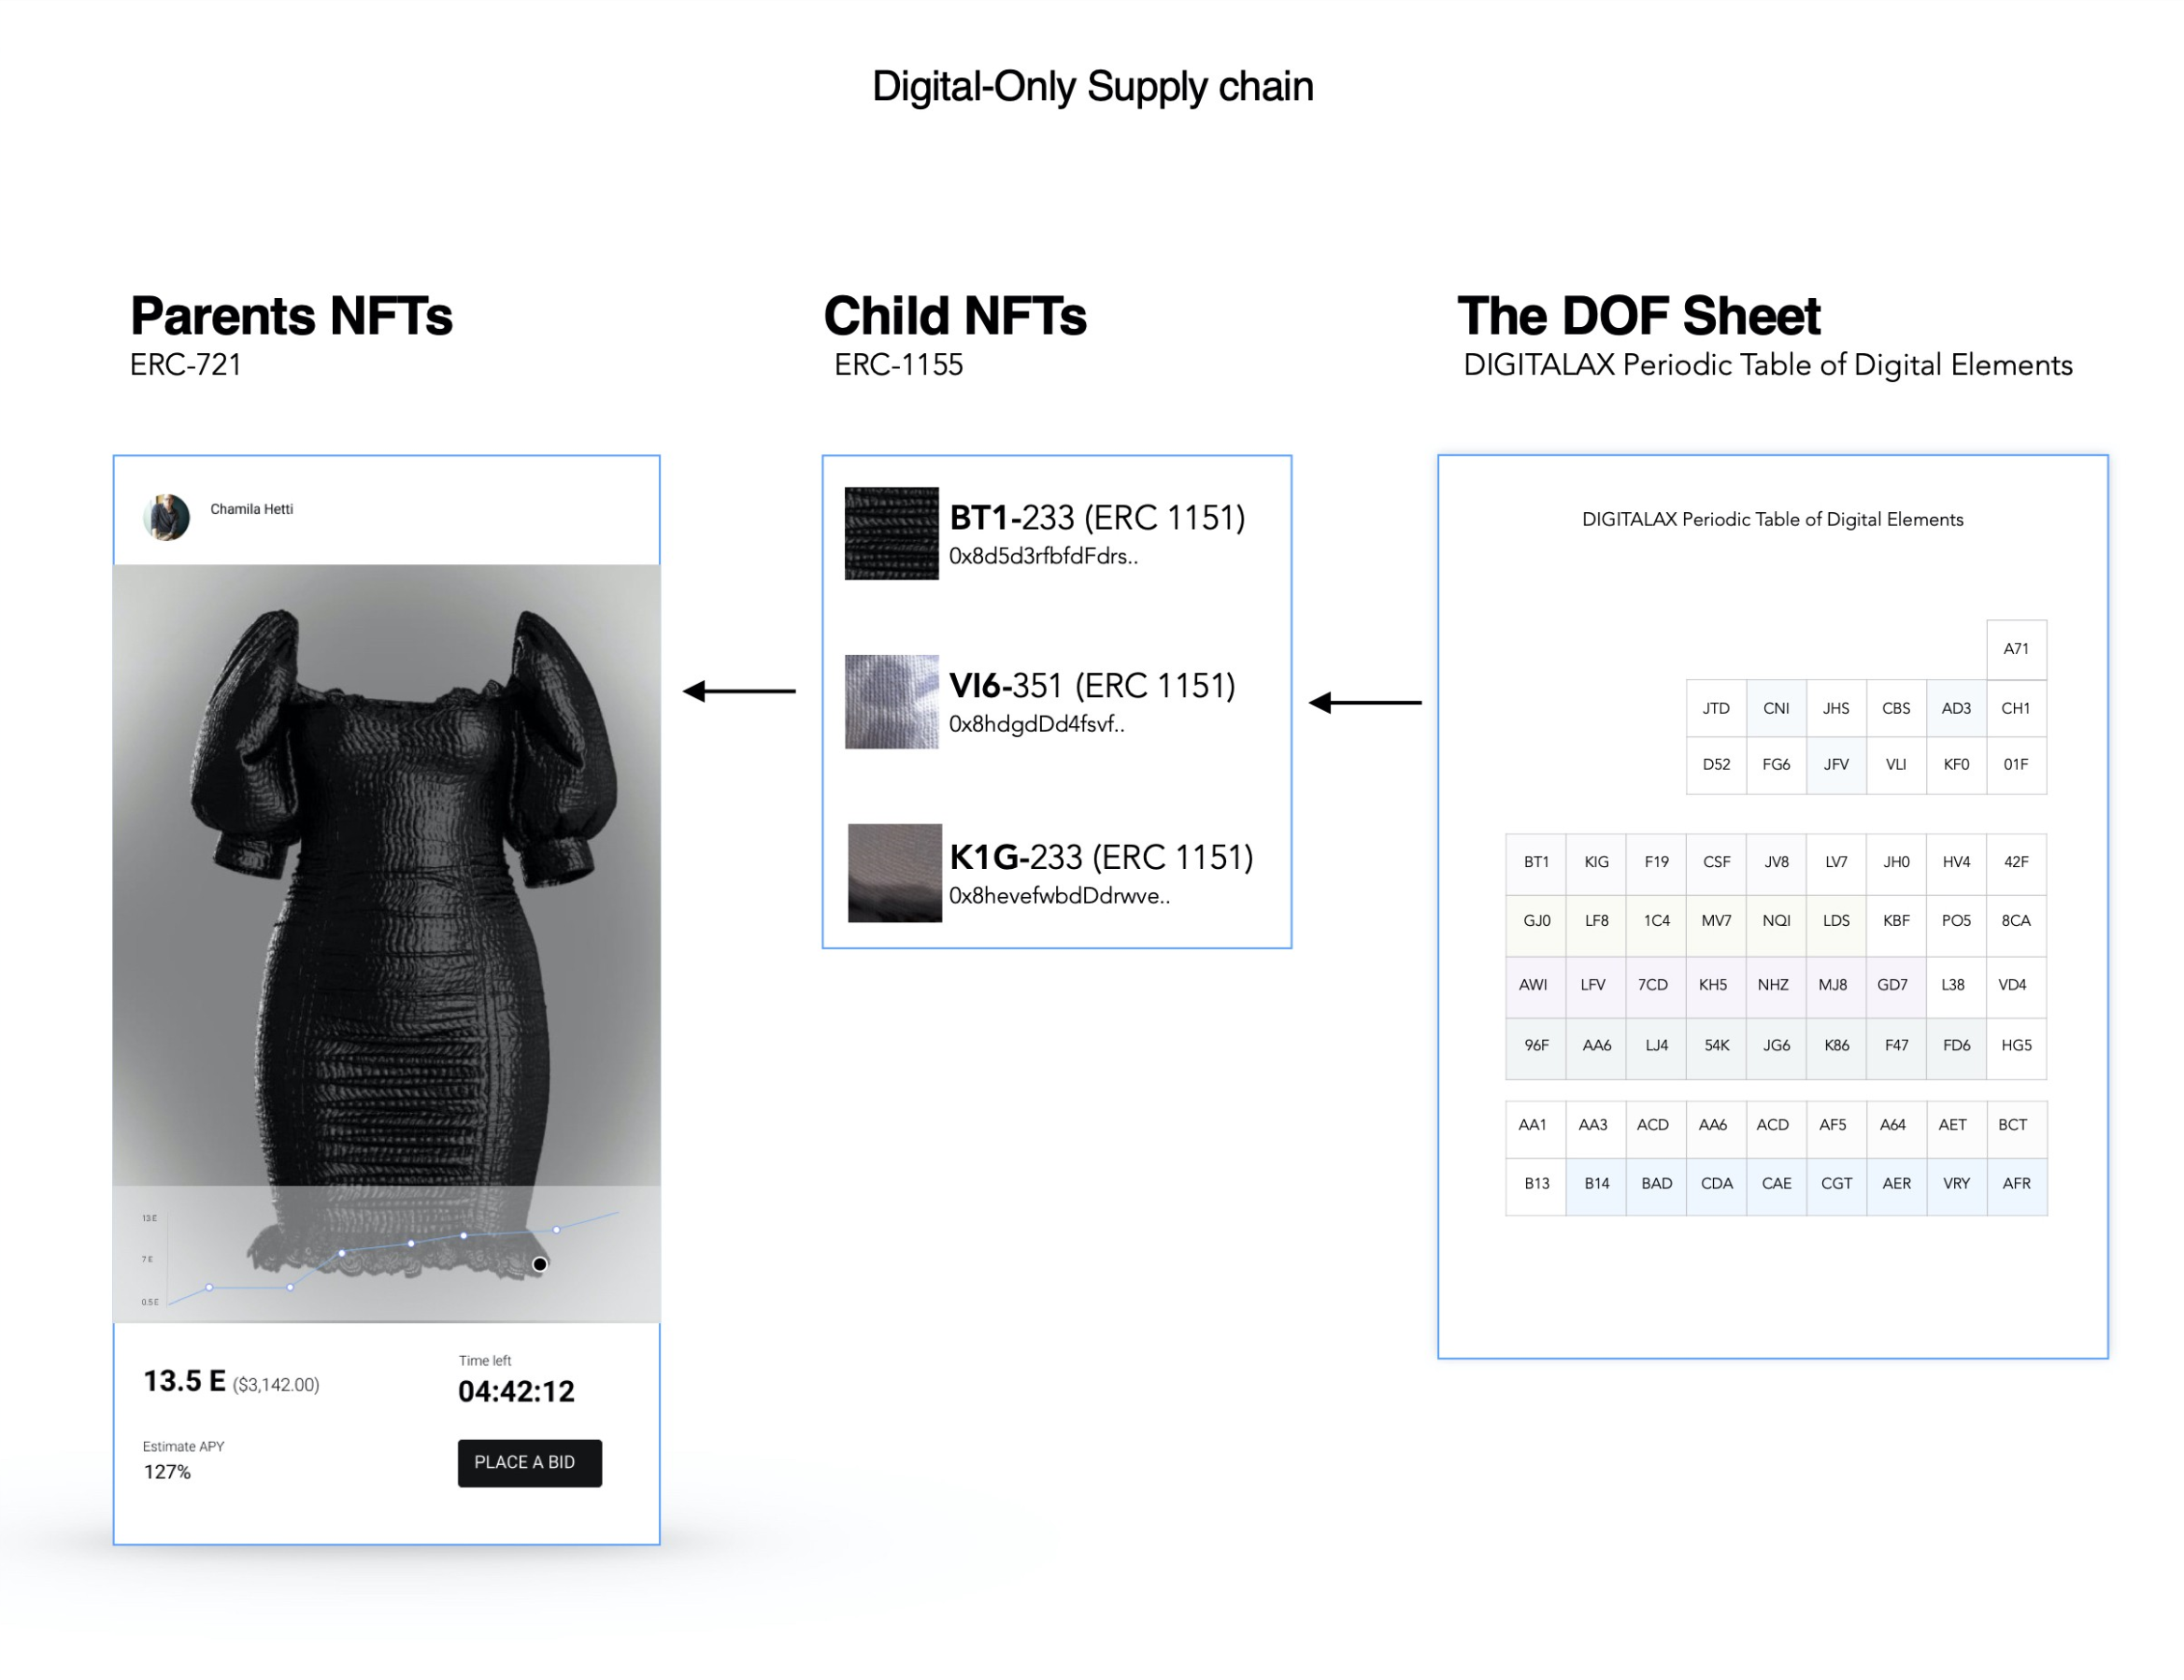 Digital-Only Supply chain
Parents NFTs
ERC-721
Chamila Hetti
13 E
7 E
0.5 E
13.5 E ($3,142.00)
Time left
04:42:12
Estimate APY
127%
PLACE A BID
Child NFTs
ERC-1155
BT1-233 (ERC 1151)
0x8d5d3rfbfdFdrs..
VI6-351 (ERC 1151)
0x8hdgdDd4fsvf..
K1G-233 (ERC 1151)
0x8hevefwbdDdrwve..
The DOF Sheet
DIGITALAX Periodic Table of Digital Elements
DIGITALAX Periodic Table of Digital Elements
A71
JTD CNI JHS CBS AD3 CH1
D52 FG6 JFV VLI KF0 01F
BT1 KIG F19 CSF JV8 LV7 JH0 HV4 42F
GJ0 LF8 1C4 MV7 NQI LDS KBF PO5 8CA
AWI LFV 7CD KH5 NHZ MJ8 GD7 L38 VD4
96F AA6 LJ4 54K JG6 K86 F47 FD6 HG5
AA1 AA3 ACD AA6 ACD AF5 A64 AET BCT
B13 B14 BAD CDA CAE CGT AER VRY AFR